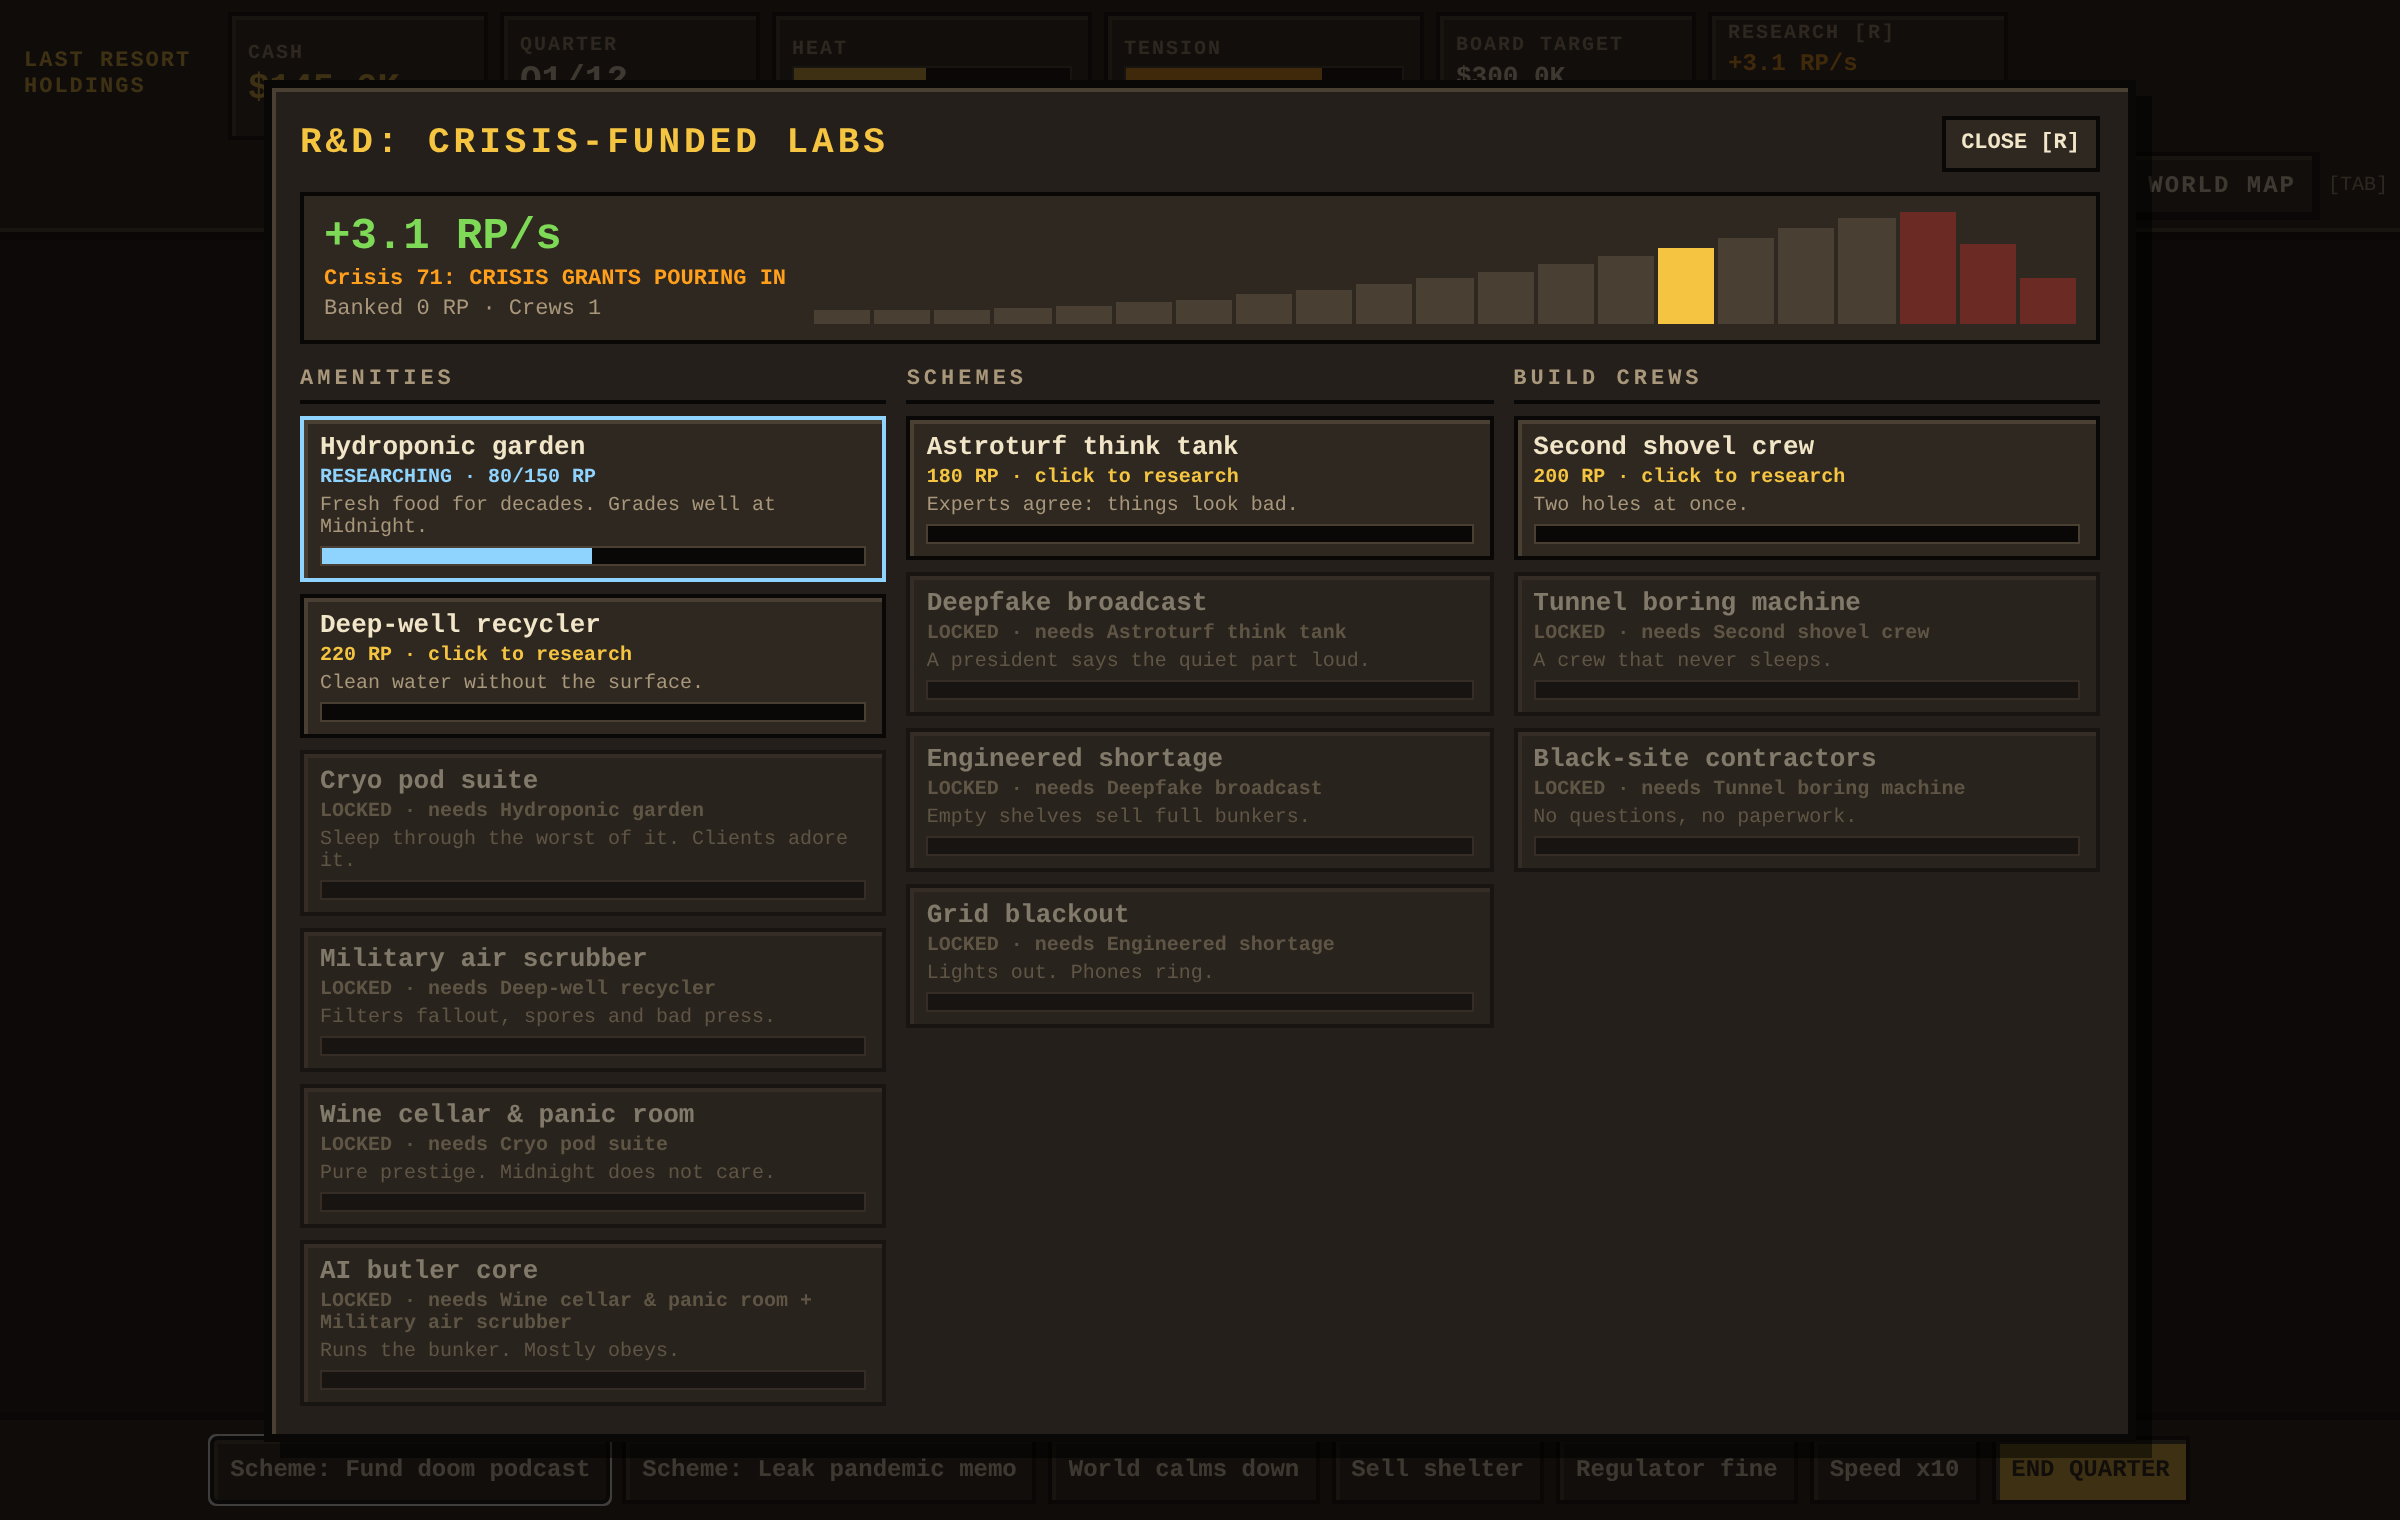 LAST RESORT
HOLDINGS
CASH
QUARTER
Q1/12
HEAT
TENSION
BOARD TARGET
$300.0K
RESEARCH [R]
+3.1 RP/s
WORLD MAP
[TAB]
R&D: CRISIS-FUNDED LABS
CLOSE [R]
+3.1 RP/s
Crisis 71: CRISIS GRANTS POURING IN
Banked 0 RP · Crews 1
AMENITIES
Hydroponic garden
RESEARCHING · 80/150 RP
Fresh food for decades. Grades well at
Midnight.
Deep-well recycler
220 RP · click to research
Clean water without the surface.
Cryo pod suite
LOCKED · needs Hydroponic garden
Sleep through the worst of it. Clients adore
it.
Military air scrubber
LOCKED · needs Deep-well recycler
Filters fallout, spores and bad press.
Wine cellar & panic room
LOCKED · needs Cryo pod suite
Pure prestige. Midnight does not care.
AI butler core
LOCKED · needs Wine cellar & panic room +
Military air scrubber
Runs the bunker. Mostly obeys.
SCHEMES
Astroturf think tank
180 RP · click to research
Experts agree: things look bad.
Deepfake broadcast
LOCKED · needs Astroturf think tank
A president says the quiet part loud.
Engineered shortage
LOCKED · needs Deepfake broadcast
Empty shelves sell full bunkers.
Grid blackout
LOCKED · needs Engineered shortage
Lights out. Phones ring.
BUILD CREWS
Second shovel crew
200 RP · click to research
Two holes at once.
Tunnel boring machine
LOCKED · needs Second shovel crew
A crew that never sleeps.
Black-site contractors
LOCKED · needs Tunnel boring machine
No questions, no paperwork.
Scheme: Fund doom podcast
Scheme: Leak pandemic memo
World calms down
Sell shelter
Regulator fine
Speed x10
END QUARTER